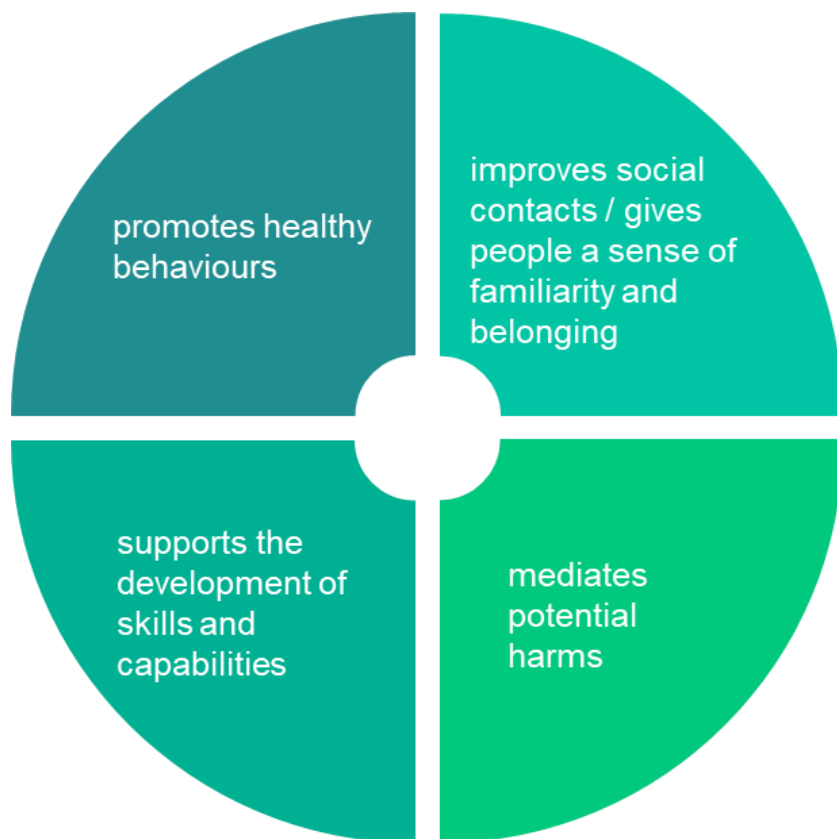 promotes healthy
behaviours
improves social
contacts / gives
people a sense of
familiarity and
belonging
supports the
development of
skills and
capabilities
mediates
potential
harms